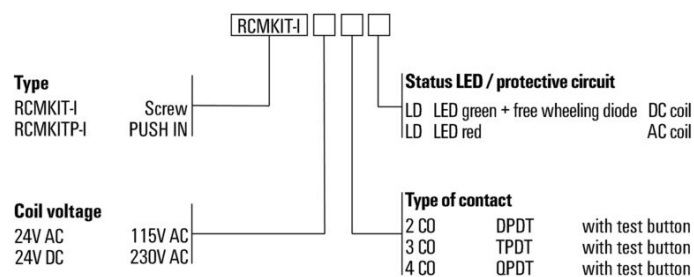 RCMKIT-I
Type
RCMKIT-I Screw
RCMKITP-I PUSH IN
Status LED / protective circuit
LD LED green + free wheeling diode DC coil
LD LED red AC coil
Coil voltage
24V AC 115V AC
24V DC 230V AC
Type of contact
2 CO DPDT with test button
3 CO TPDT with test button
4 CO QPDT with test button